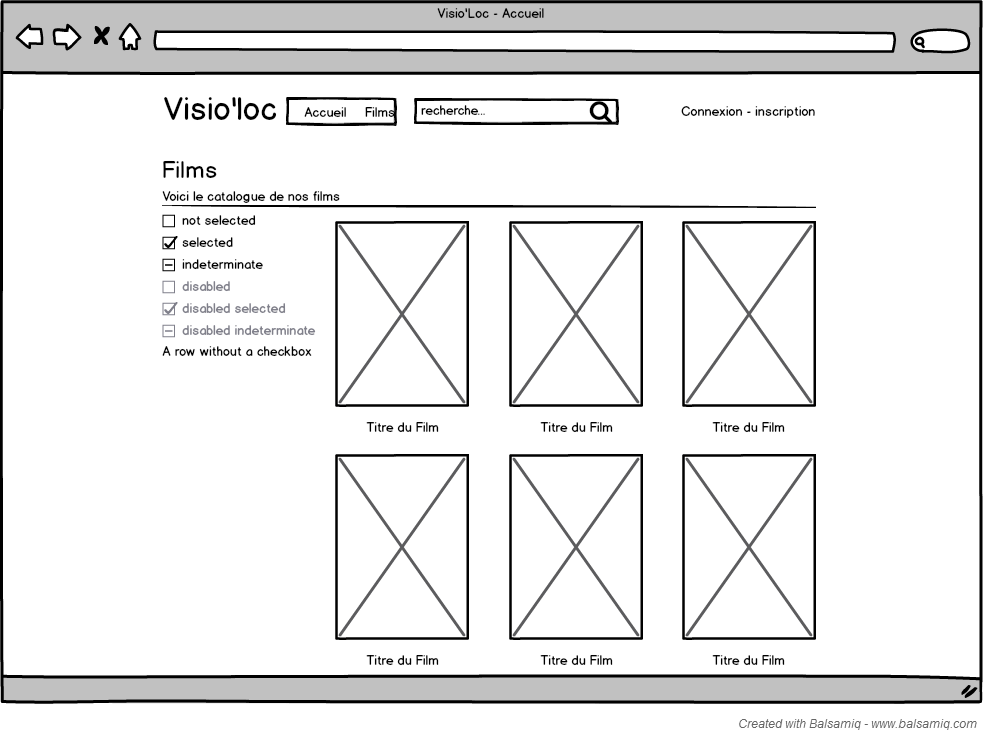 Visio'Loc - Accueil
Visio'loc
Accueil Films
recherche...
Connexion - inscription
Films
Voici le catalogue de nos films
not selected
selected
indeterminate
disabled
disabled selected
disabled indeterminate
A row without a checkbox
Titre du Film
Titre du Film
Titre du Film
Titre du Film
Titre du Film
Titre du Film
Created with Balsamiq - www.balsamiq.com